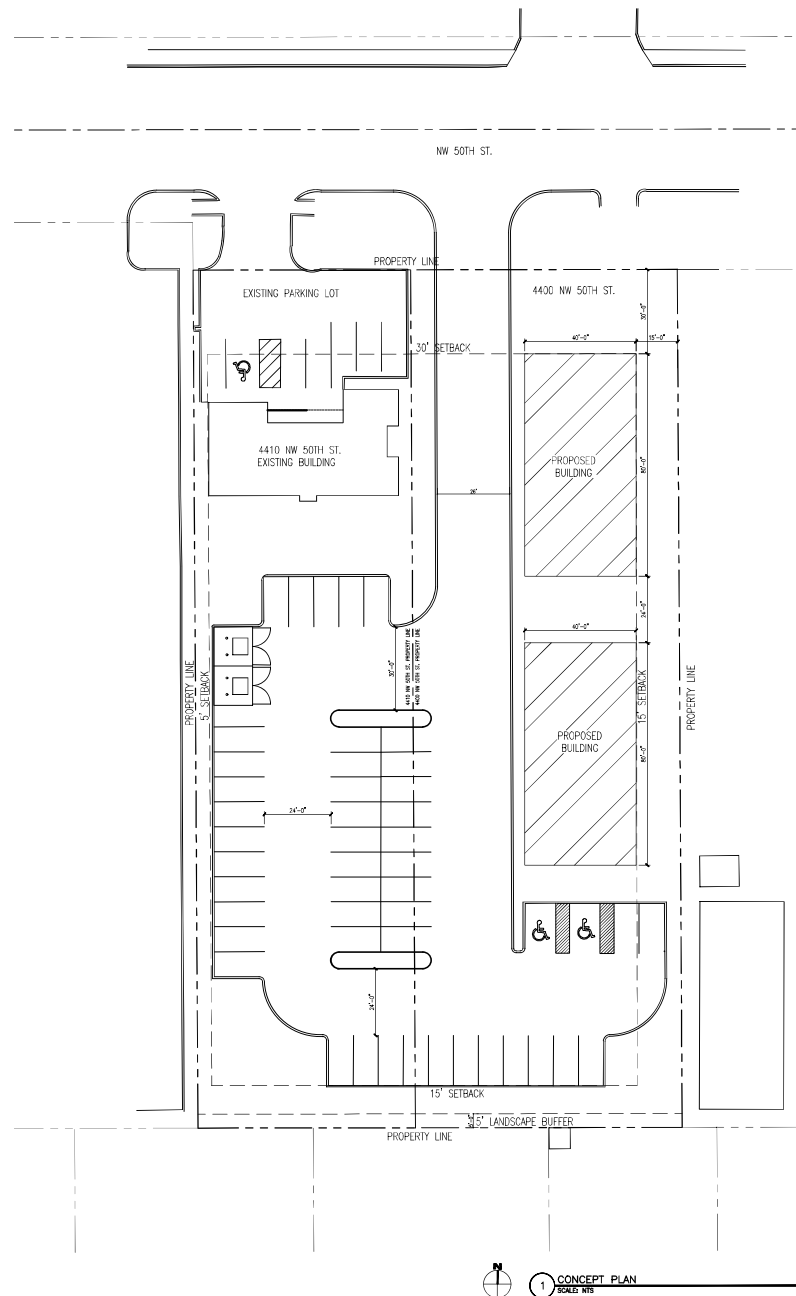 NW 50TH ST.
PROPERTY LINE
EXISTING PARKING LOT
4400 NW 50TH ST.
30'-0"
40'-0"
15'-0"
30' SETBACK
4410 NW 50TH ST.
EXISTING BUILDING
PROPOSED
BUILDING
80'-0"
26'
24'-0"
40'-0"
30'-0"
4410 NW 50TH ST. PROPERTY LINE
4400 NW 50TH ST. PROPERTY LINE
PROPERTY LINE
5' SETBACK
15' SETBACK
PROPERTY LINE
PROPOSED
BUILDING
80'-0"
24'-0"
24'-0"
15' SETBACK
5' LANDSCAPE BUFFER
PROPERTY LINE
N
1
CONCEPT PLAN
SCALE: NTS